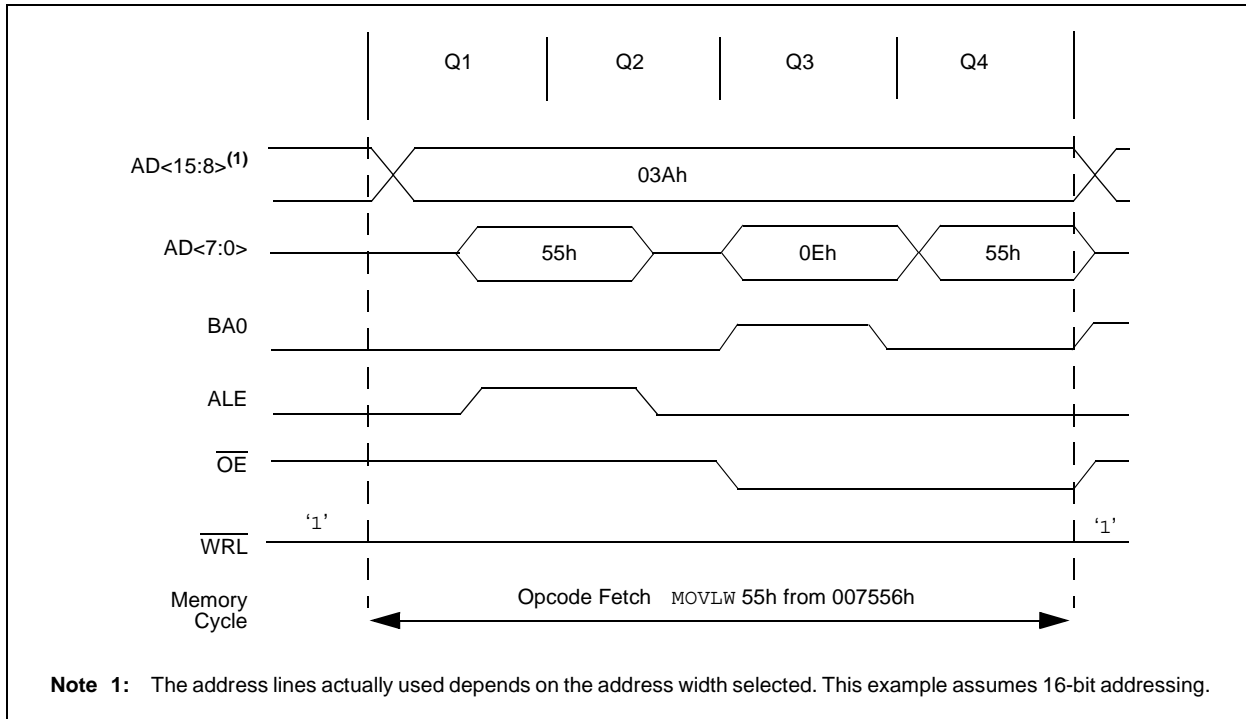 Q1 Q2 Q3 Q4
AD<15:8>(1) 03Ah
AD<7:0> 55h 0Eh 55h
BA0
ALE
OE
‘1’ ‘1’
WRL
Memory
Cycle
Opcode Fetch MOVLW 55h from 007556h
Note 1: The address lines actually used depends on the address width selected. This example assumes 16-bit addressing.